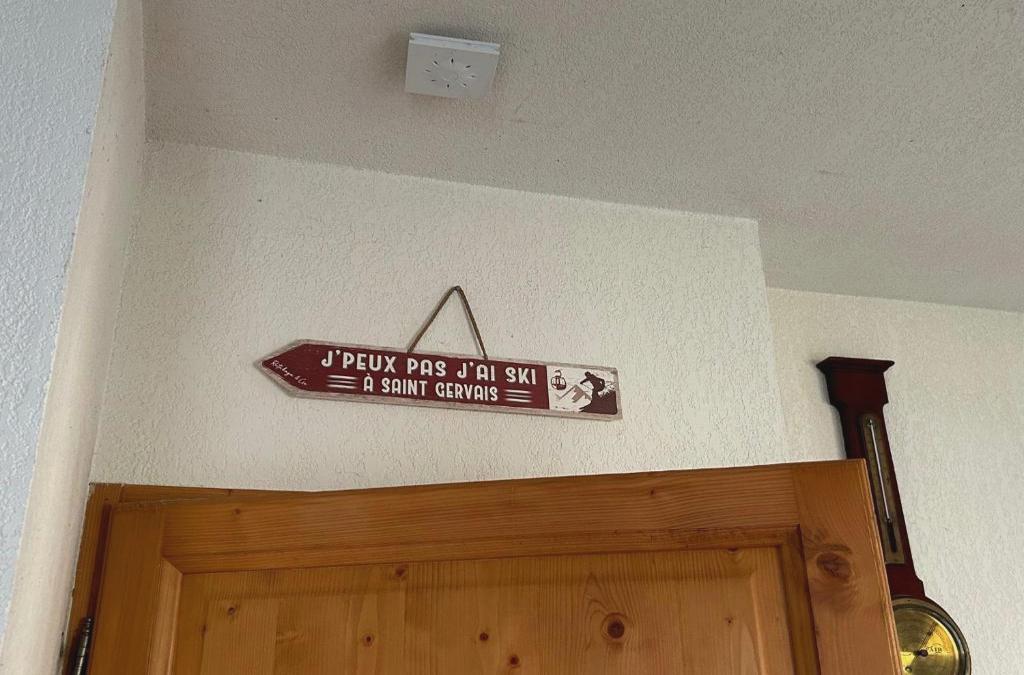 J'PEUX PAS J'AI SKI
À SAINT GERVAIS